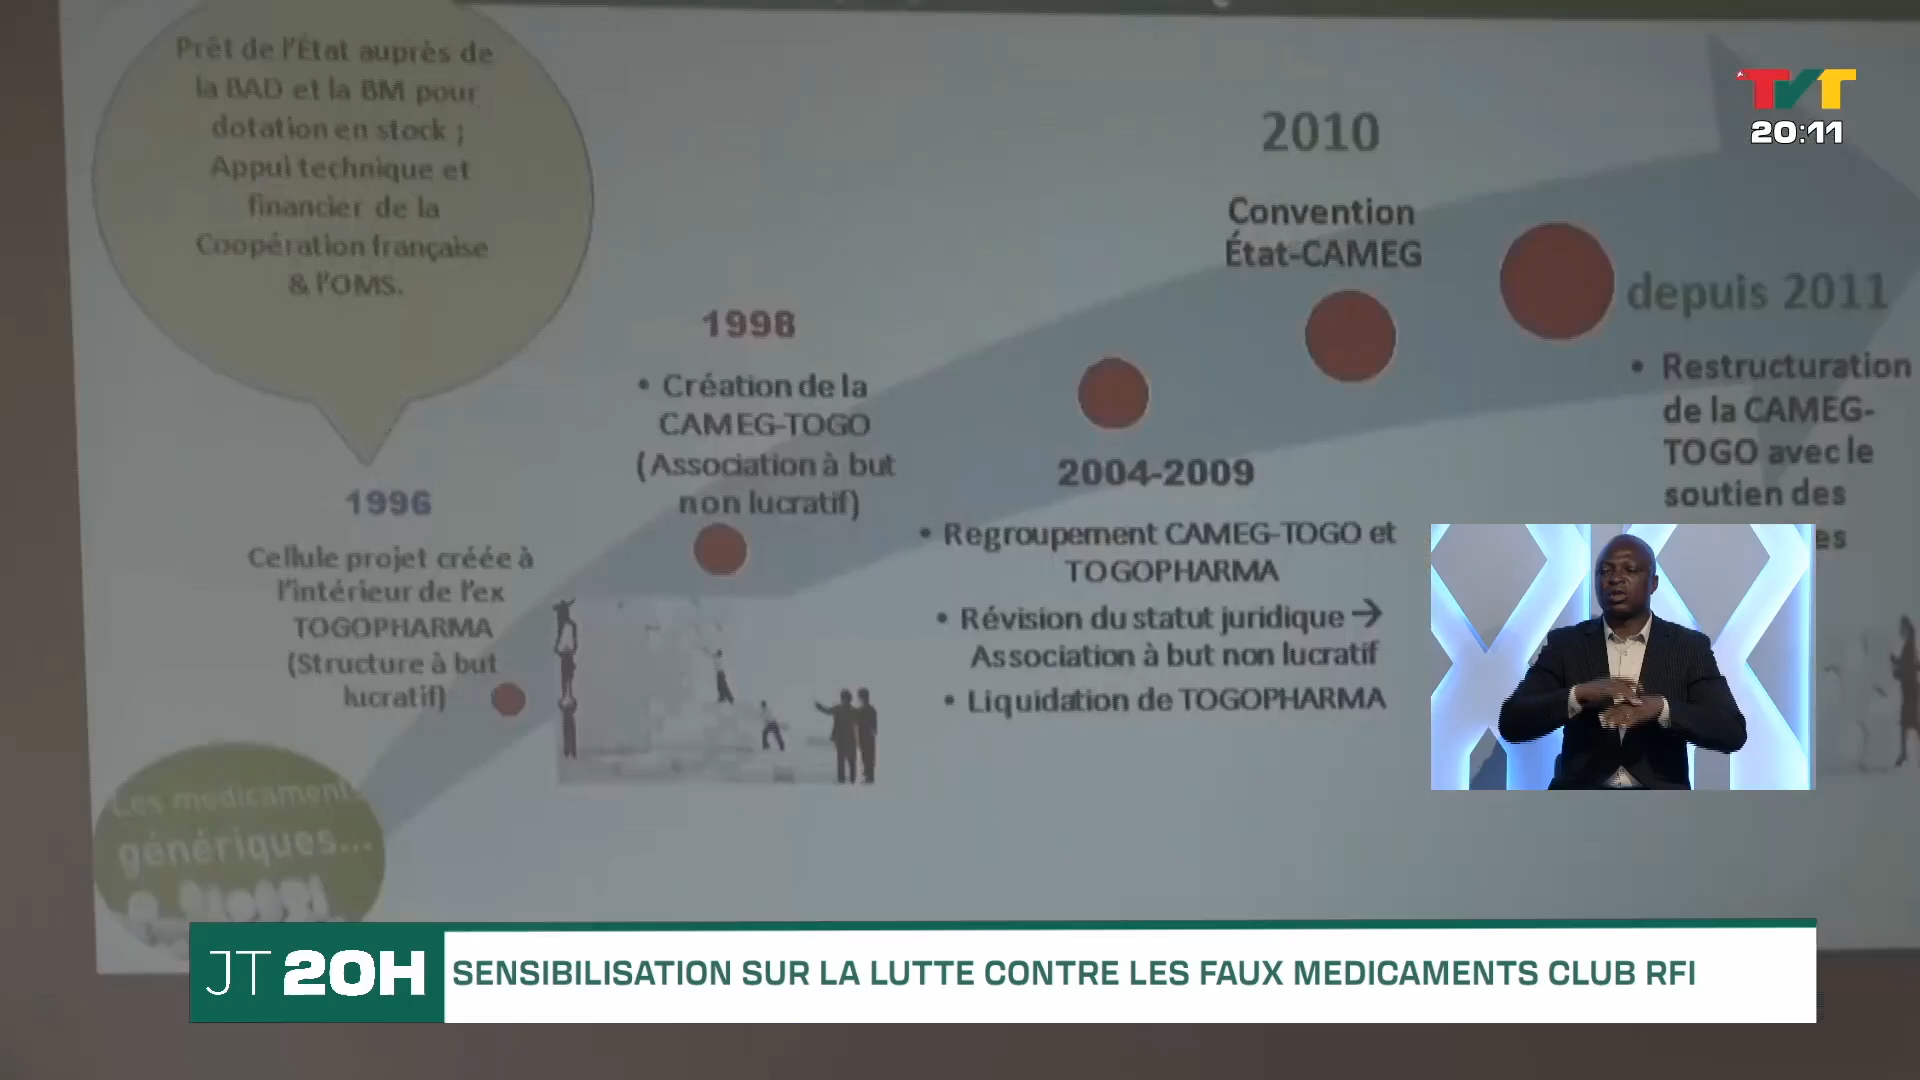 Prêt de l'État auprès de
la BAD et la BM pour
dotation en stock ;
Appui technique et
financier de la
Coopération française
& l'OMS.
1996
Cellule projet créée à
l'intérieur de l'ex
TOGOPHARMA
(Structure à but
lucratif)
Les médicament
génériques...
1998
• Création de la
CAMEG-TOGO
(Association à but
non lucratif)
2004-2009
• Regroupement CAMEG-TOGO et
TOGOPHARMA
• Révision du statut juridique →
Association à but non lucratif
• Liquidation de TOGOPHARMA
2010
Convention
État-CAMEG
depuis 2011
• Restructuration
de la CAMEG-
TOGO avec le
soutien des
TVT
20:11
JT 20H
SENSIBILISATION SUR LA LUTTE CONTRE LES FAUX MEDICAMENTS CLUB RFI